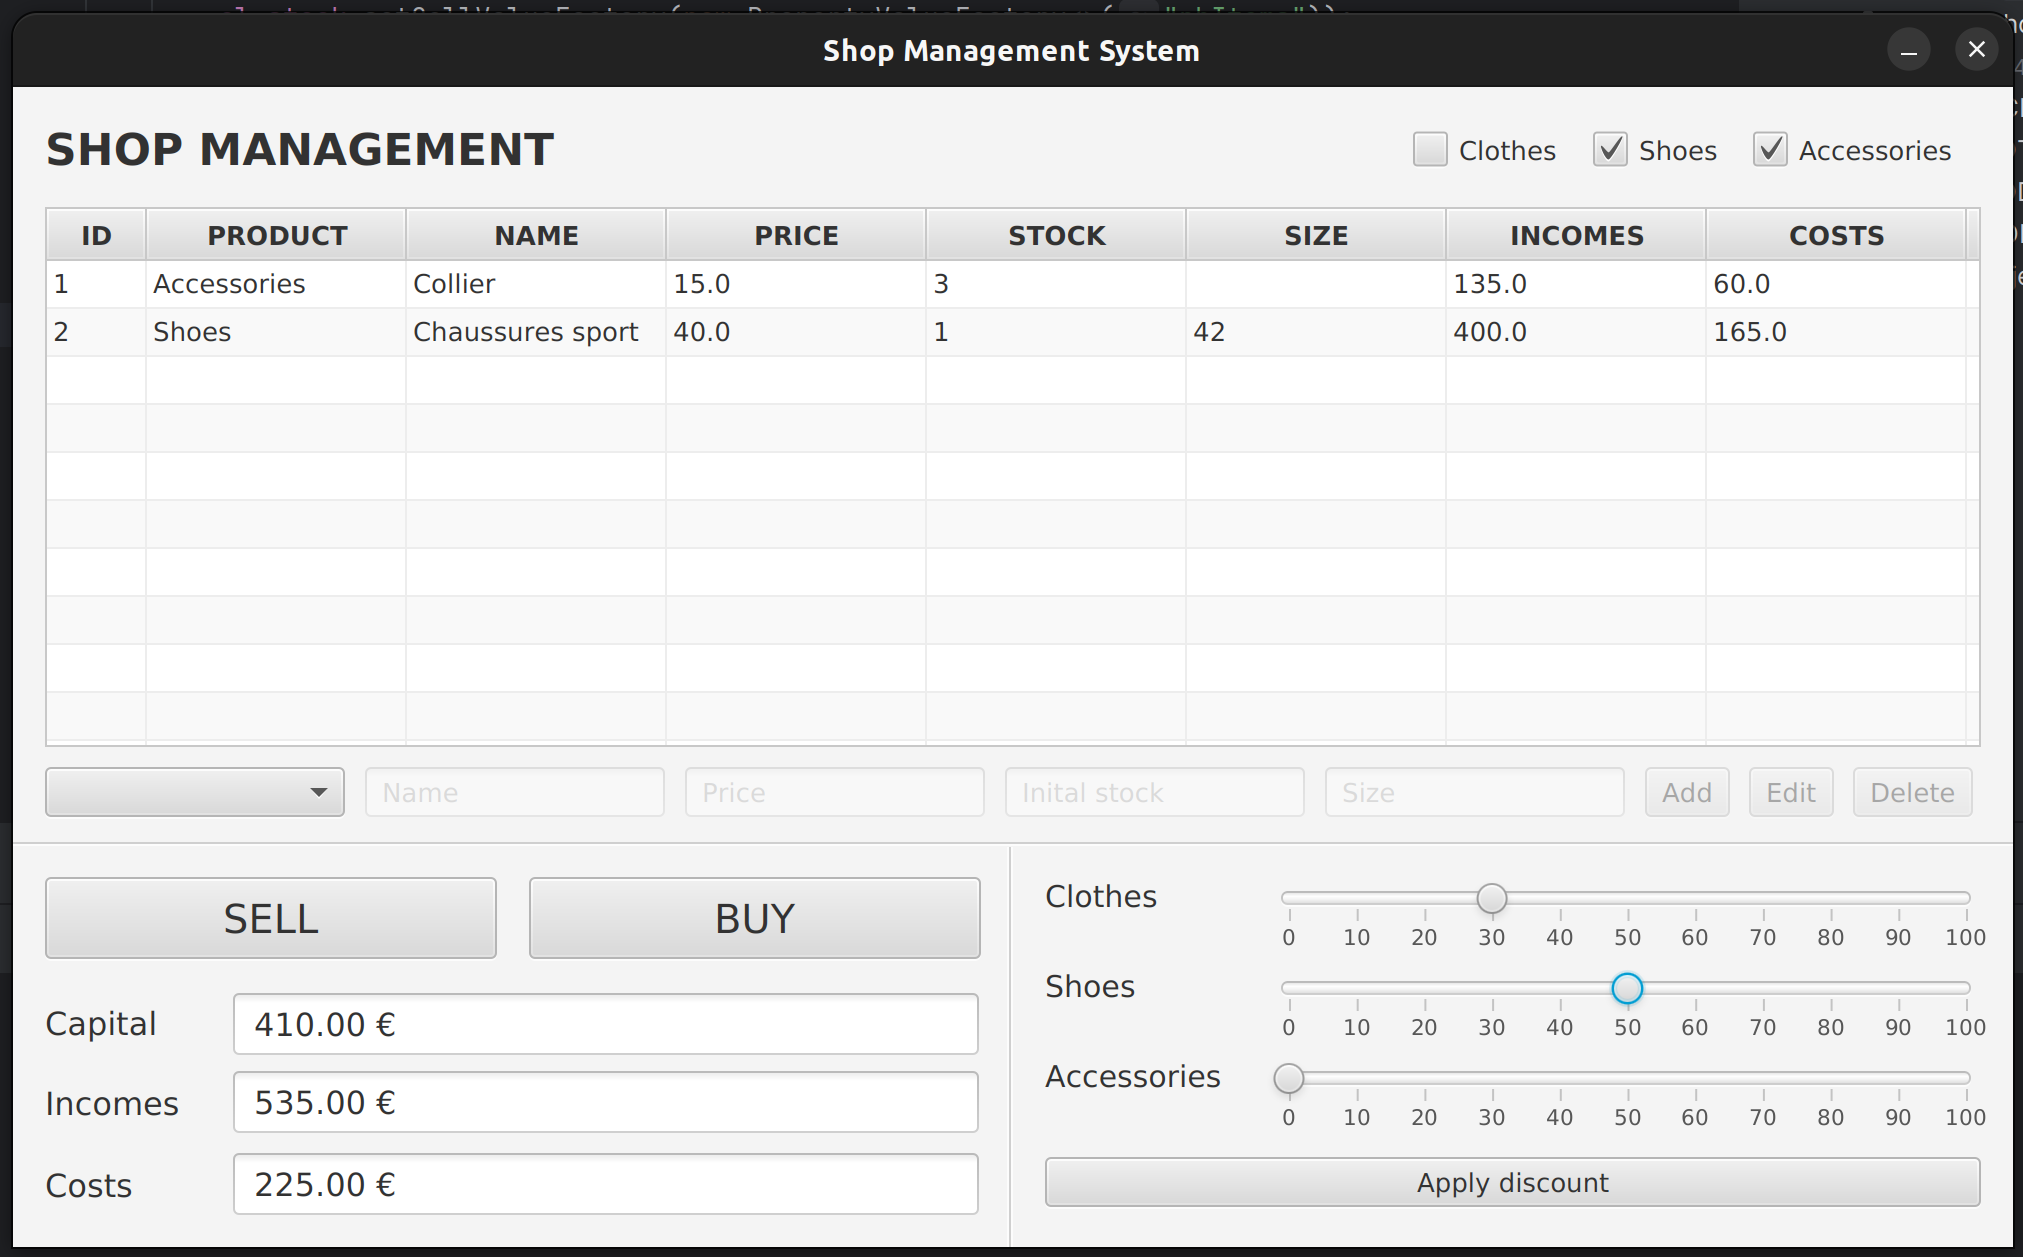 Shop Management System
SHOP MANAGEMENT
Clothes Shoes Accessories
ID PRODUCT NAME PRICE STOCK SIZE INCOMES COSTS
1 Accessories Collier 15.0 3 135.0 60.0
2 Shoes Chaussures sport 40.0 1 42 400.0 165.0
Name Price Inital stock Size Add Edit Delete
SELL BUY
Capital 410.00 €
Incomes 535.00 €
Costs 225.00 €
Clothes
0 10 20 30 40 50 60 70 80 90 100
Shoes
0 10 20 30 40 50 60 70 80 90 100
Accessories
0 10 20 30 40 50 60 70 80 90 100
Apply discount